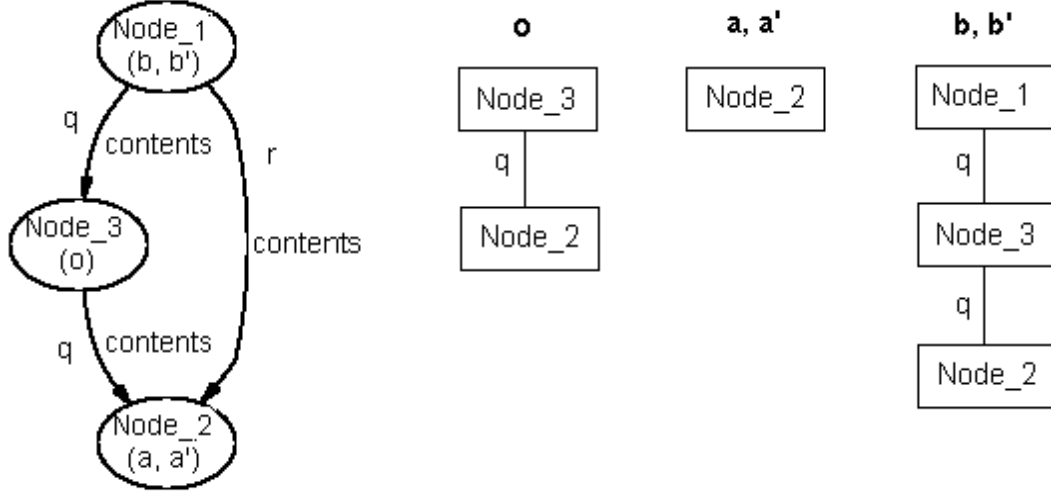 Node_1
(b, b')
q
contents
r
Node_3
(o)
contents
q
contents
Node_2
(a, a')
o
Node_3
q
Node_2
a, a'
Node_2
b, b'
Node_1
q
Node_3
q
Node_2